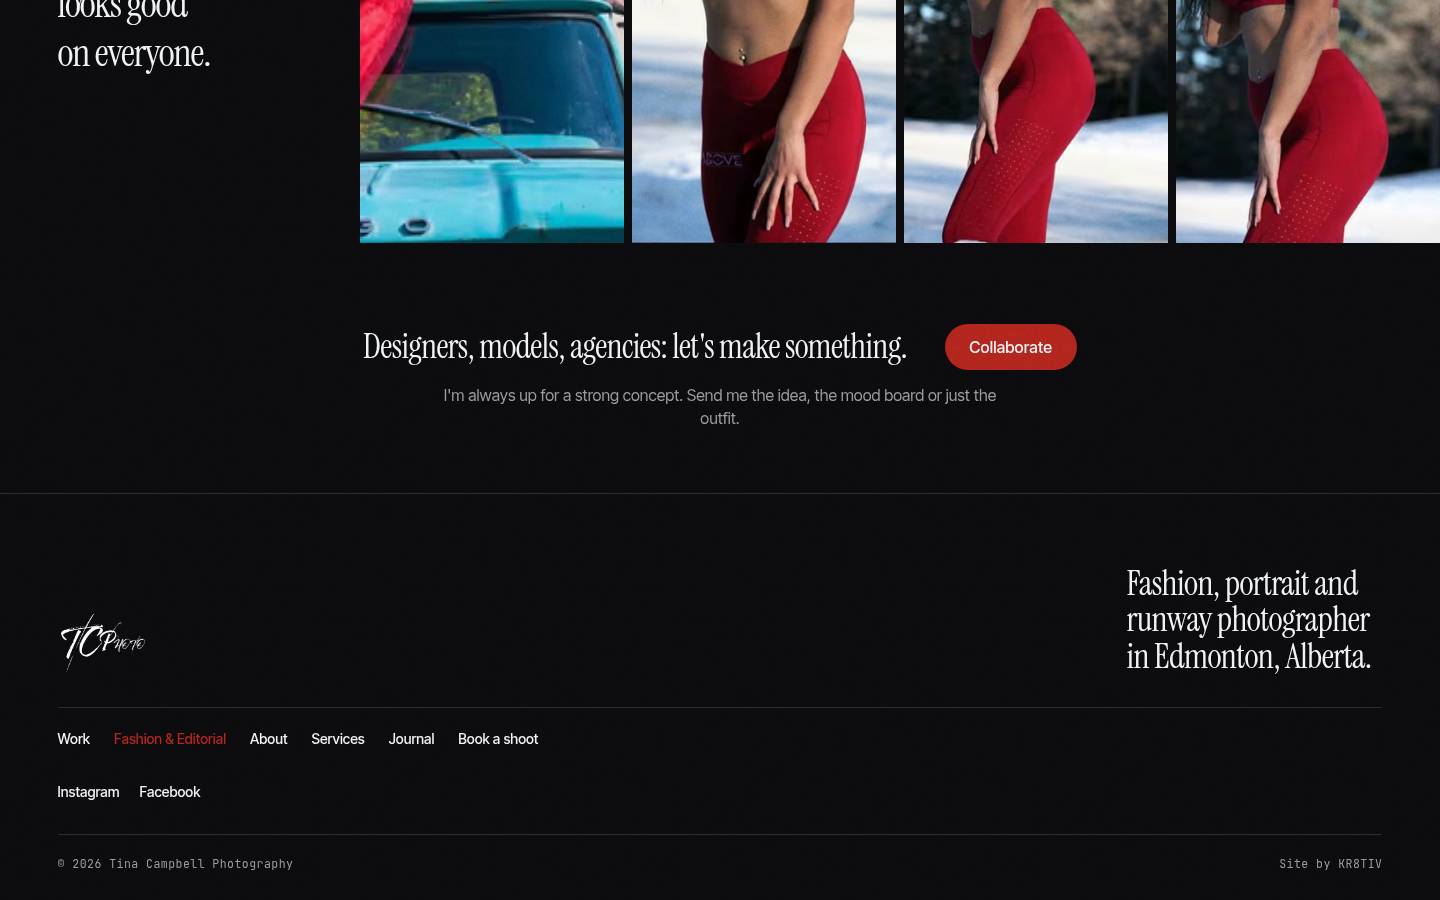 looks good
on everyone.
Designers, models, agencies: let's make something.
Collaborate
I'm always up for a strong concept. Send me the idea, the mood board or just the
outfit.
Fashion, portrait and
runway photographer
in Edmonton, Alberta.
TCPhoto
Work Fashion & Editorial About Services Journal Book a shoot
Instagram Facebook
© 2026 Tina Campbell Photography
Site by KR8TIV